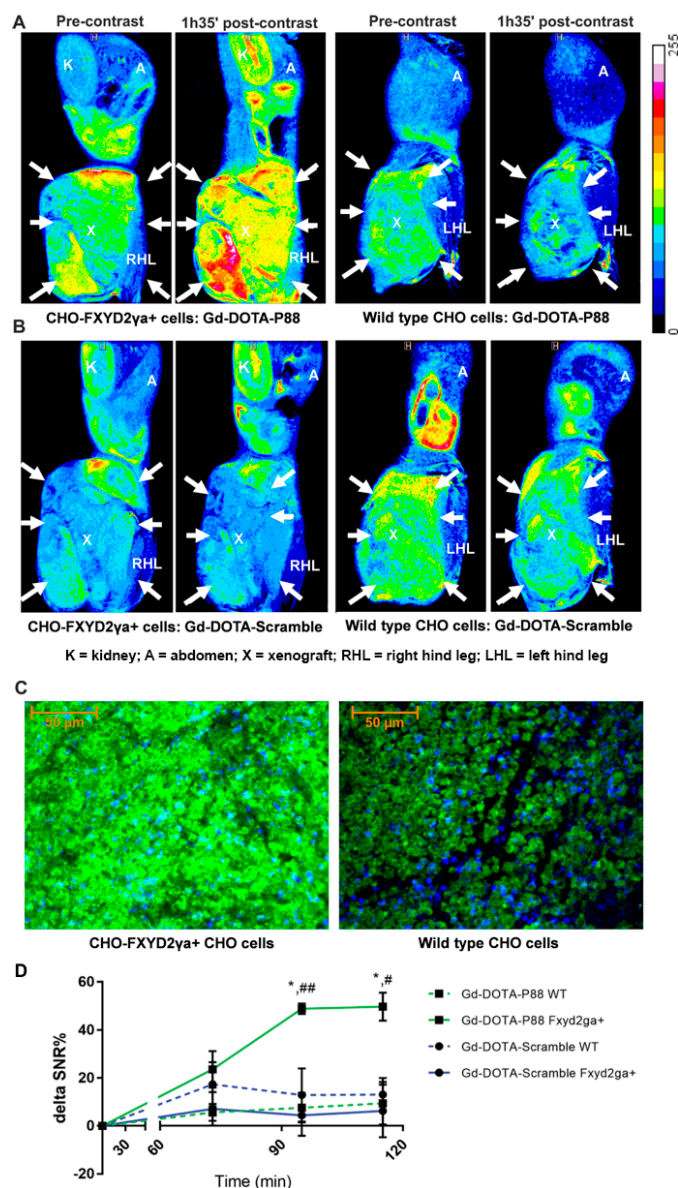 A
Pre-contrast 1h35' post-contrast Pre-contrast 1h35' post-contrast
H H H H
K A K A A A
X X X X
RHL RHL LHL LHL
255
0
CHO-FXYD2γa+ cells: Gd-DOTA-P88 Wild type CHO cells: Gd-DOTA-P88
B
H H H H
K A K A A A
X X X X
RHL RHL LHL LHL
CHO-FXYD2γa+ cells: Gd-DOTA-Scramble Wild type CHO cells: Gd-DOTA-Scramble
K = kidney; A = abdomen; X = xenograft; RHL = right hind leg; LHL = left hind leg
C
50 µm 50 µm
CHO-FXYD2γa+ CHO cells Wild type CHO cells
D
60
40
20
0
-20
delta SNR%
*,## *,#
30 60 90 120
Time (min)
Gd-DOTA-P88 WT
Gd-DOTA-P88 Fxyd2ga+
Gd-DOTA-Scramble WT
Gd-DOTA-Scramble Fxyd2ga+